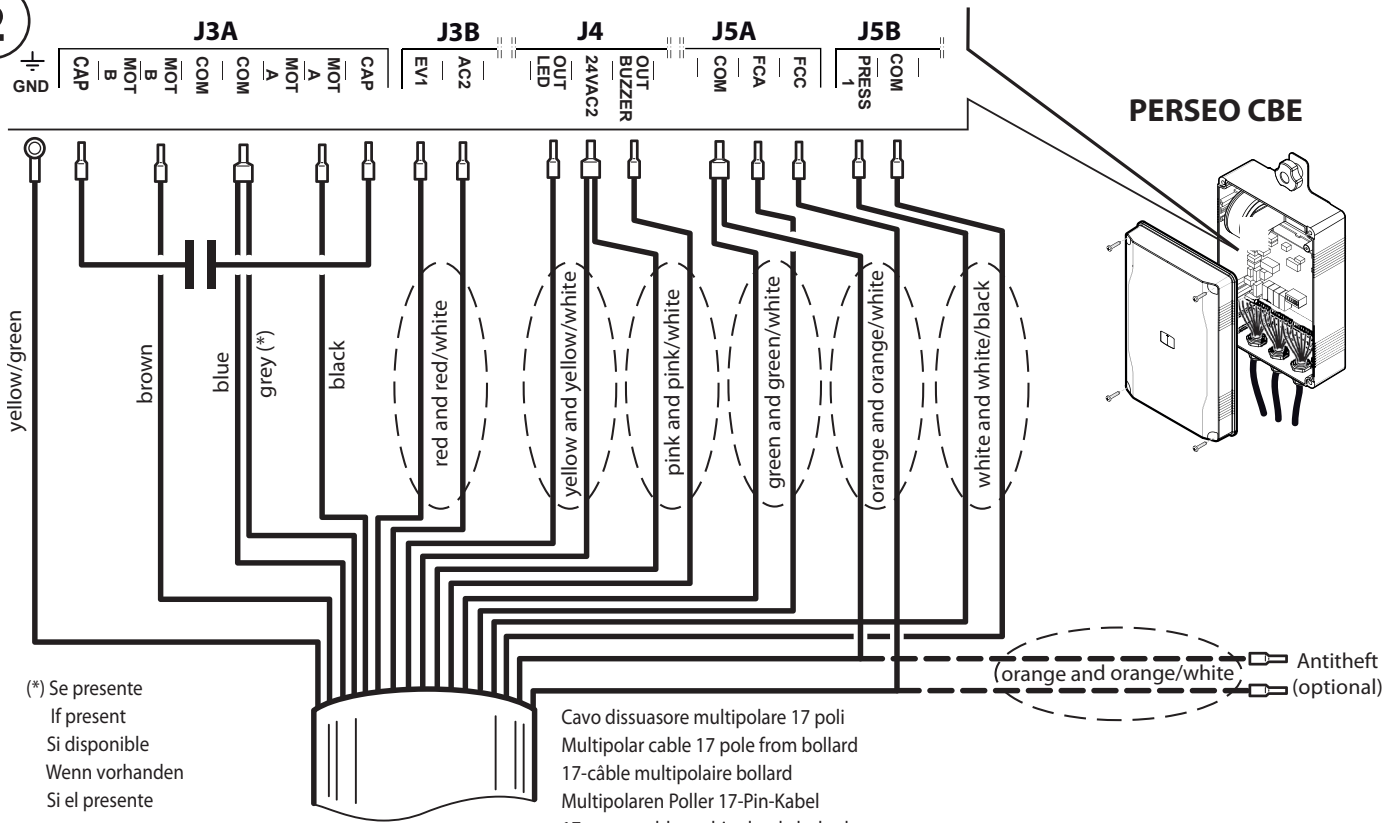 2
J3A
J3B
J4
J5A
J5B
GND
CAP
MOT B
MOT B
COM
COM
MOT A
MOT A
CAP
EV1
AC2
OUT LED
24VAC2
OUT BUZZER
COM
FCA
FCC
PRESS 1
COM
PERSEO CBE
yellow/green
brown
blue
grey (*)
black
red and red/white
yellow and yellow/white
pink and pink/white
green and green/white
orange and orange/white
white and white/black
orange and orange/white
Antitheft
(optional)
(*) Se presente
If present
Si disponible
Wenn vorhanden
Si el presente
Cavo dissuasore multipolare 17 poli
Multipolar cable 17 pole from bollard
17-câble multipolaire bollard
Multipolaren Poller 17-Pin-Kabel